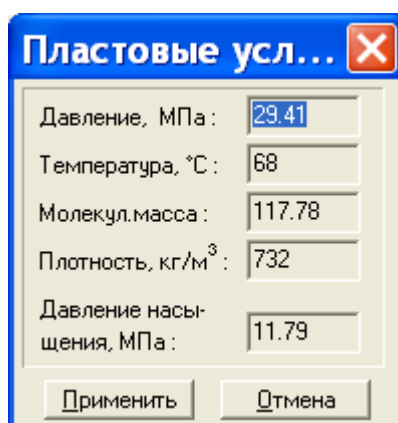 Пластовые усл...
Давление, МПа: 29.41
Температура, °С: 68
Молекул.масса: 117.78
Плотность, кг/м³: 732
Давление насы-
щения, МПа: 11.79
Применить Отмена